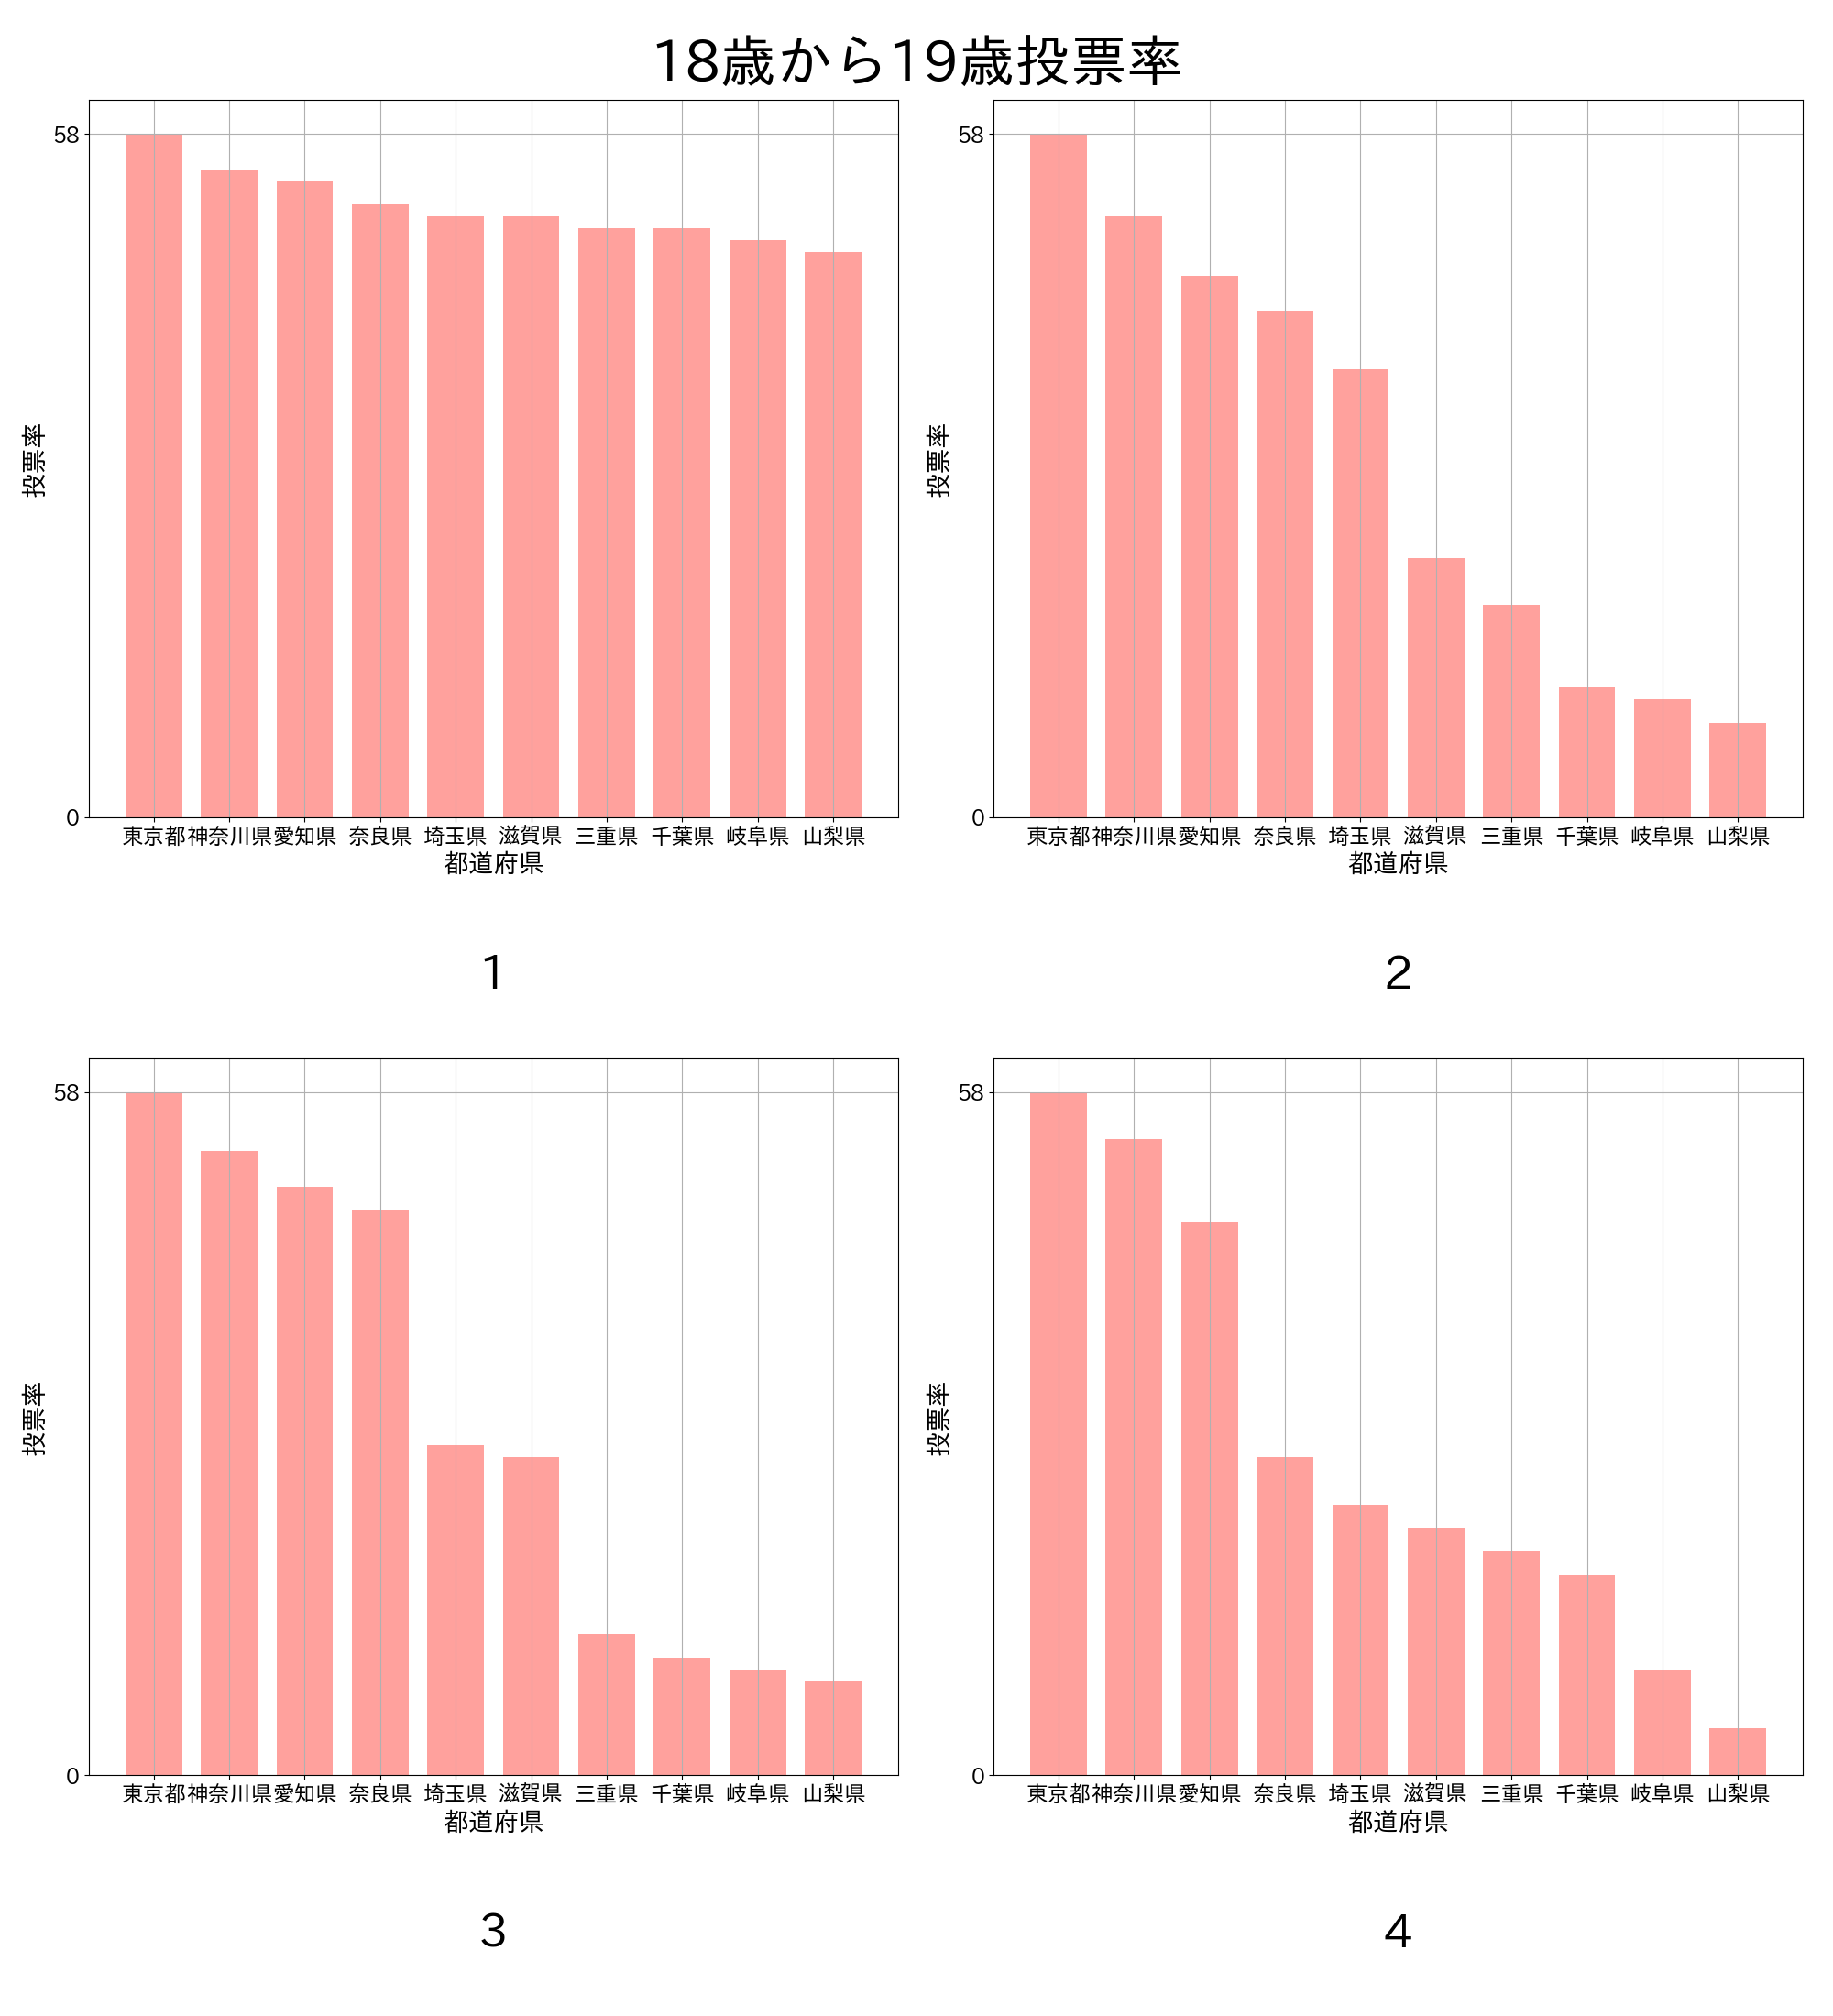 18歳から19歳投票率
58
0
投票率
東京都 神奈川県 愛知県 奈良県 埼玉県 滋賀県 三重県 千葉県 岐阜県 山梨県
都道府県
1
58
0
投票率
東京都 神奈川県 愛知県 奈良県 埼玉県 滋賀県 三重県 千葉県 岐阜県 山梨県
都道府県
2
58
0
投票率
東京都 神奈川県 愛知県 奈良県 埼玉県 滋賀県 三重県 千葉県 岐阜県 山梨県
都道府県
3
58
0
投票率
東京都 神奈川県 愛知県 奈良県 埼玉県 滋賀県 三重県 千葉県 岐阜県 山梨県
都道府県
4